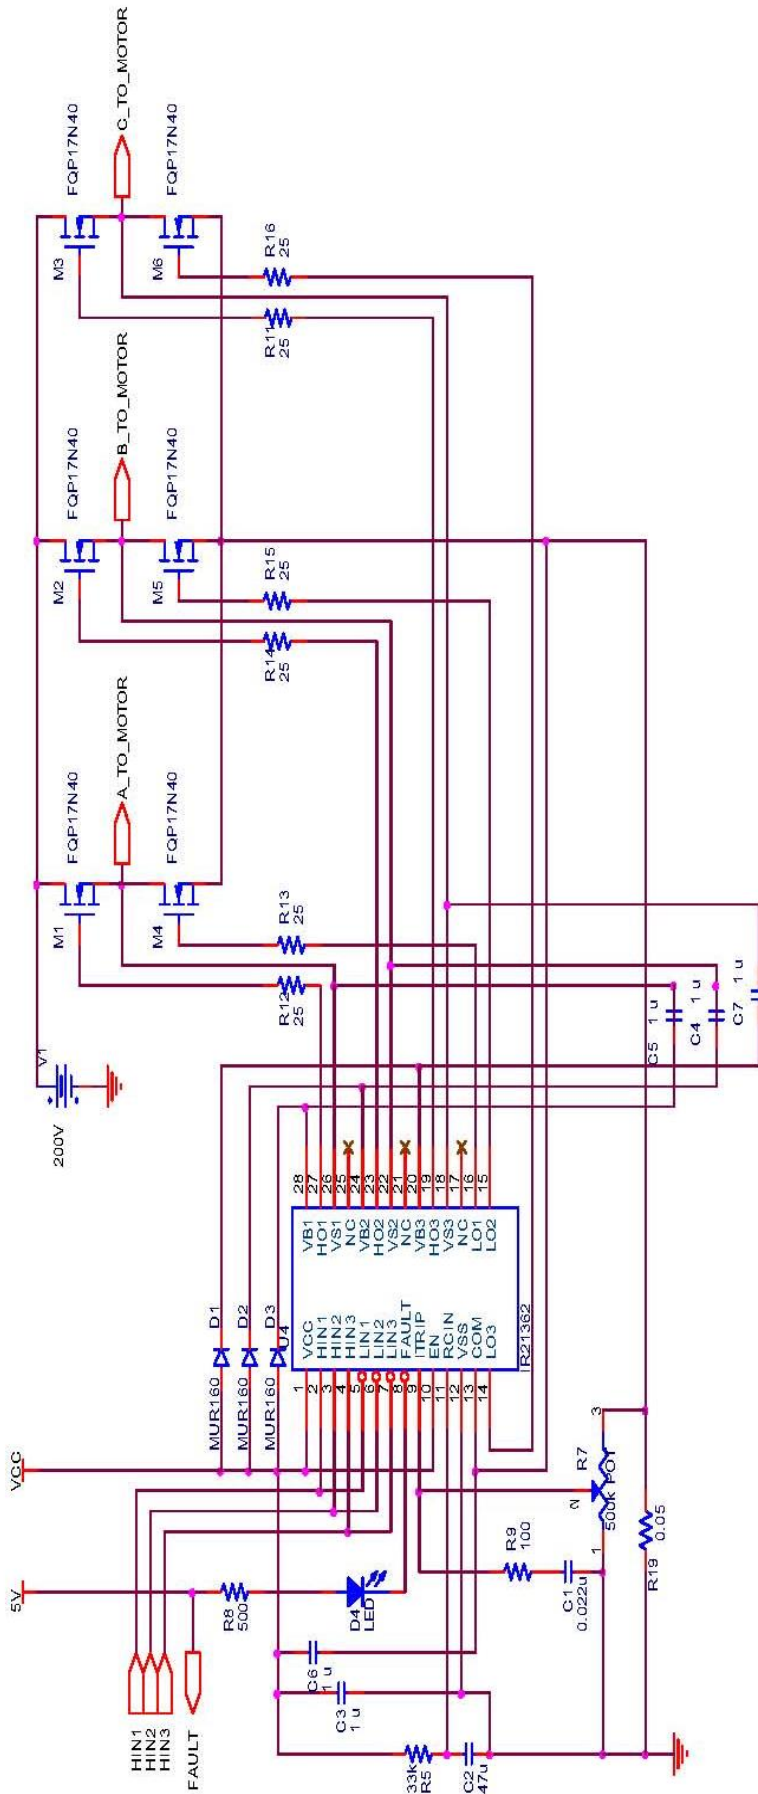 C_TO_MOTOR
FQP17N40
FQP17N40
M3
M6
R16
25
R11
25
B_TO_MOTOR
FQP17N40
FQP17N40
M2
M5
R15
25
R14
25
A_TO_MOTOR
FQP17N40
FQP17N40
M1
M4
R13
25
R12
25
V1
200V
C5
1 u
C4
1 u
C7
1 u
28
27
26
25
24
23
22
21
20
19
18
17
16
15
VB1
HO1
VS1
NC
VB2
HO2
VS2
NC
VB3
HO3
VS3
NC
LO1
LO2
VCC
HIN1
HIN2
HIN3
LIN1
LIN2
LIN3
FAULT
ITRIP
EN
RCIN
VSS
COM
LO3
U4
IR21362
1
2
3
4
5
6
7
8
9
10
11
12
13
14
D1
D2
D3
MUR160
MUR160
MUR160
VCC
5V
R8
500
D4
LED
R7
500k POT
1
3
R9
100
C1
0.022u
R19
0.05
C6
1 u
C3
1 u
33k
R5
C2
47u
HIN1
HIN2
HIN3
FAULT